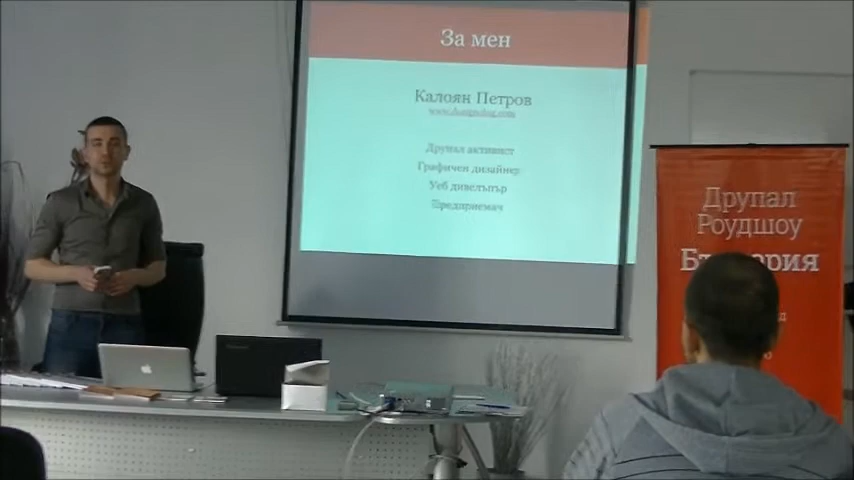 За мен
Калоян Петров
Друпал активист
Графичен дизайнер
Уеб дивелъпър
Предприемач
Друпал
Роудшоу